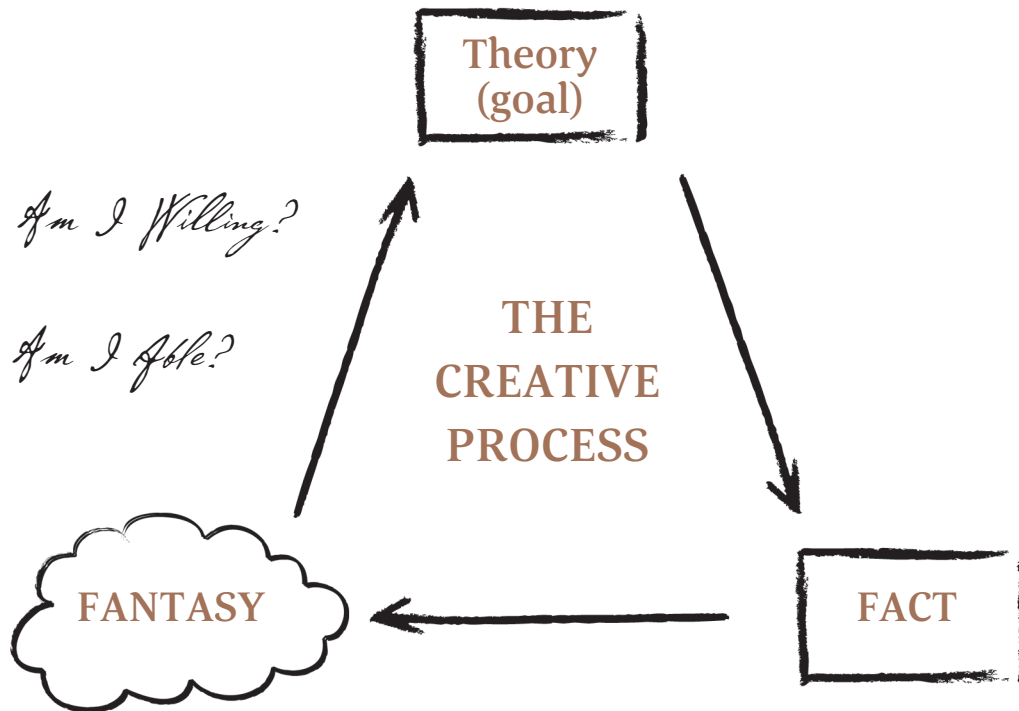 Theory
(goal)
Am I Willing?
Am I Able?
THE
CREATIVE
PROCESS
FANTASY
FACT